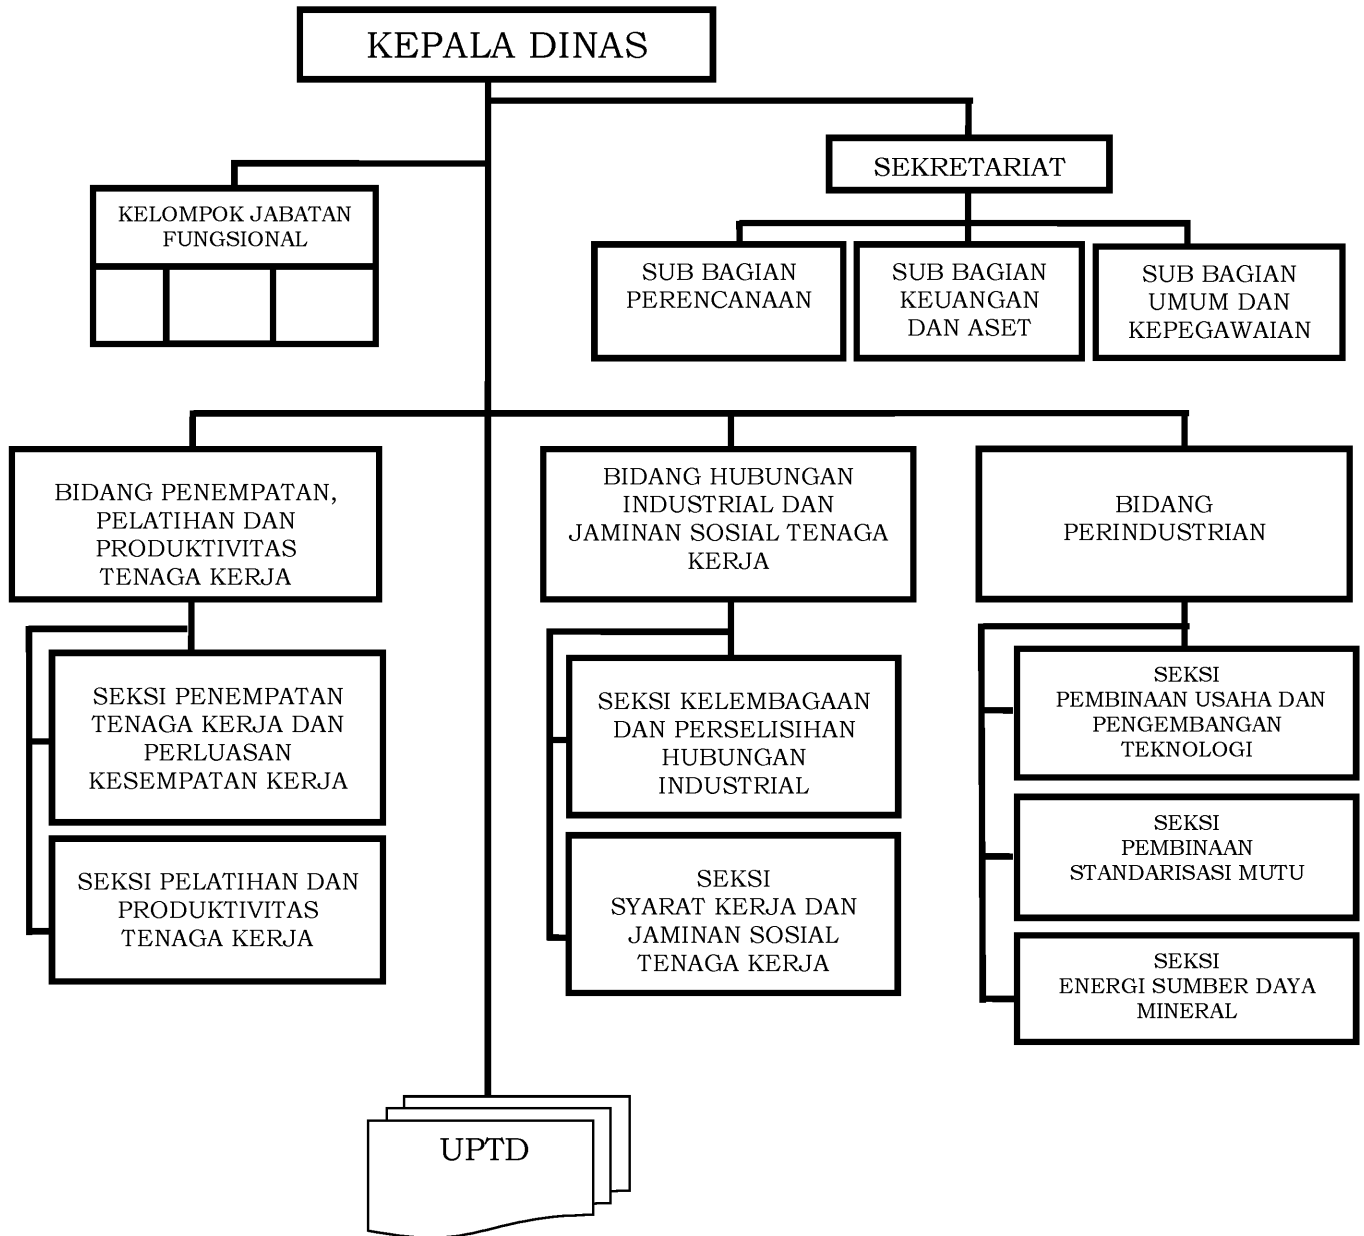 KEPALA DINAS
SEKRETARIAT
KELOMPOK JABATAN
FUNGSIONAL
SUB BAGIAN
PERENCANAAN
SUB BAGIAN
KEUANGAN
DAN ASET
SUB BAGIAN
UMUM DAN
KEPEGAWAIAN
BIDANG PENEMPATAN,
PELATIHAN DAN
PRODUKTIVITAS
TENAGA KERJA
BIDANG HUBUNGAN
INDUSTRIAL DAN
JAMINAN SOSIAL TENAGA
KERJA
BIDANG
PERINDUSTRIAN
SEKSI PENEMPATAN
TENAGA KERJA DAN
PERLUASAN
KESEMPATAN KERJA
SEKSI PELATIHAN DAN
PRODUKTIVITAS
TENAGA KERJA
SEKSI KELEMBAGAAN
DAN PERSELISIHAN
HUBUNGAN
INDUSTRIAL
SEKSI
SYARAT KERJA DAN
JAMINAN SOSIAL
TENAGA KERJA
SEKSI
PEMBINAAN USAHA DAN
PENGEMBANGAN
TEKNOLOGI
SEKSI
PEMBINAAN
STANDARISASI MUTU
SEKSI
ENERGI SUMBER DAYA
MINERAL
UPTD